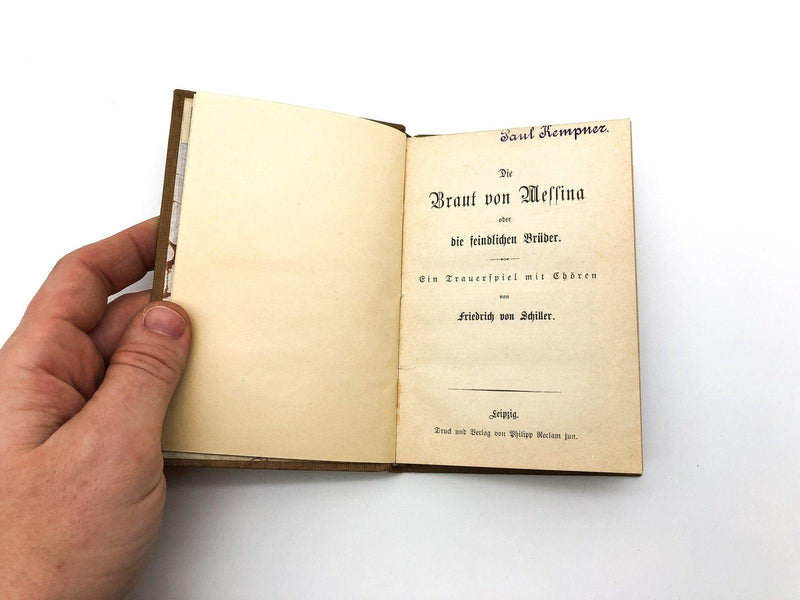 Paul Kempner.
Die
Braut von Meſſina
oder
die feindlichen Brüder.
Ein Trauerſpiel mit Chören
von
Friedrich von Schiller.
Leipzig.
Druck und Verlag von Philipp Reclam jun.